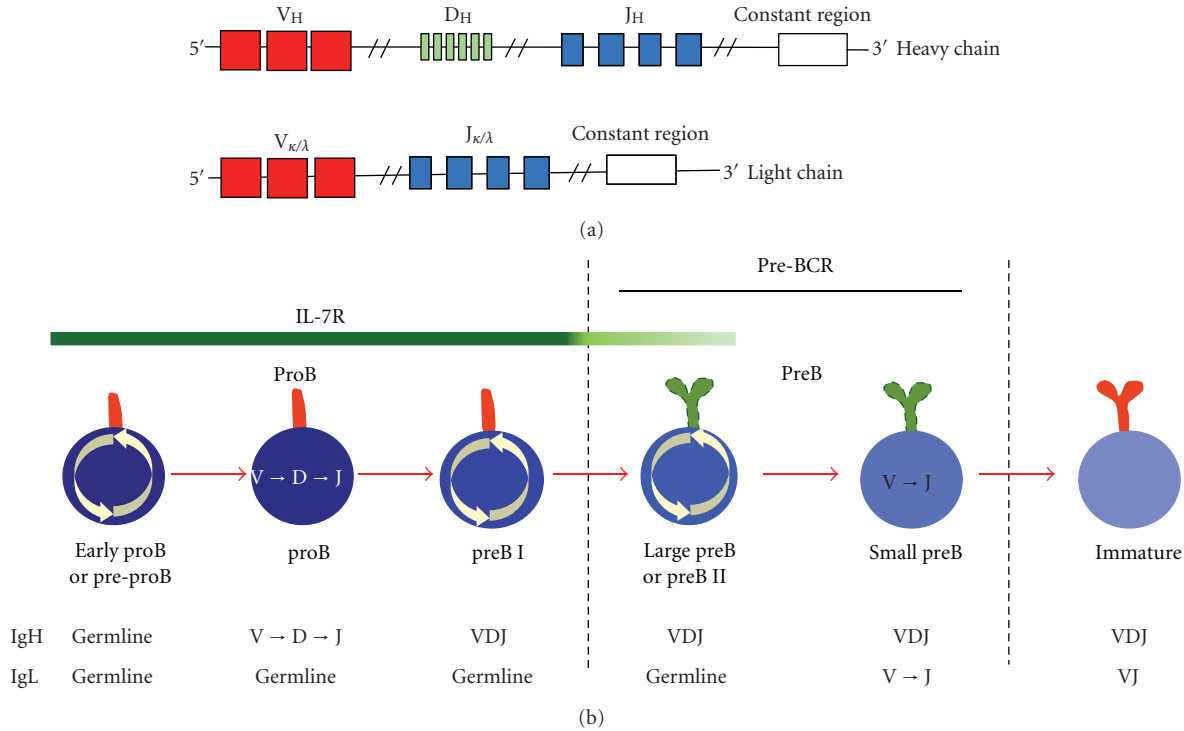 V_H D_H J_H Constant region
5′ 3′ Heavy chain
V_κ/λ J_κ/λ Constant region
5′ 3′ Light chain
(a)
Pre-BCR
IL-7R
ProB PreB
V → D → J V → J
Early proB proB preB I Large preB Small preB Immature
or pre-proB or preB II
IgH Germline V → D → J VDJ VDJ VDJ VDJ
IgL Germline Germline Germline Germline V → J VJ
(b)